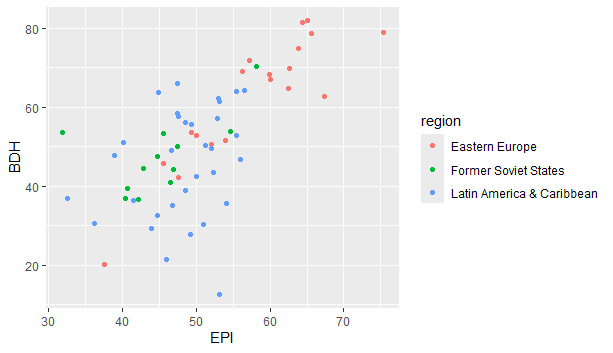 80
60
40
20
BDH
30
40
50
60
70
EPI
region
Eastern Europe
Former Soviet States
Latin America & Caribbean